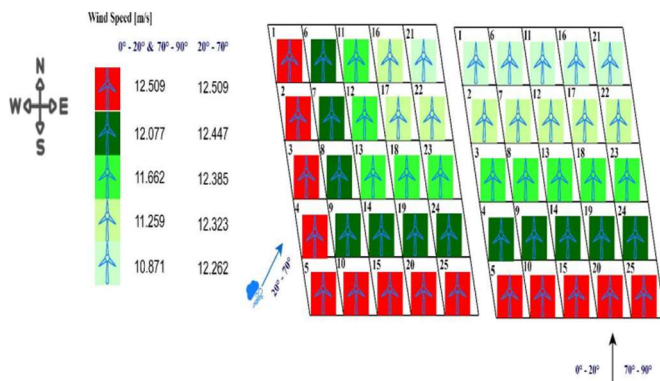 Wind Speed [m/s]
0° - 20° & 70° - 90° 20° - 70°
12.509 12.509
12.077 12.447
11.662 12.385
11.259 12.323
10.871 12.262
N
W E
S
1 6 11 16 21
2 7 12 17 22
3 8 13 18 23
4 9 14 19 24
5 10 15 20 25
20° - 70°
1 6 11 16 21
2 7 12 17 22
3 8 13 18 23
4 9 14 19 24
5 10 15 20 25
0° - 20° 70° - 90°